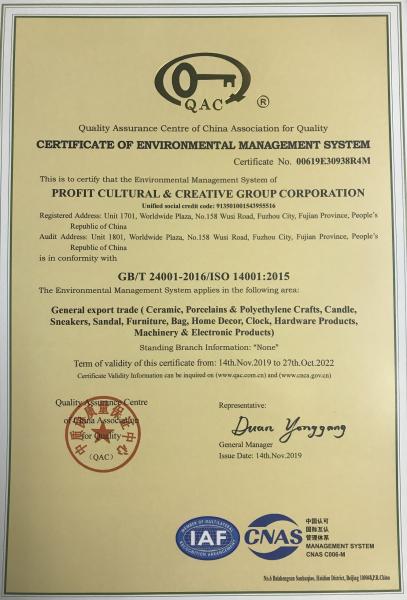 QAC
®
Quality Assurance Centre of China Association for Quality
CERTIFICATE OF ENVIRONMENTAL MANAGEMENT SYSTEM
Certificate No. 00619E30938R4M
This is to certify that the Environmental Management System of
PROFIT CULTURAL & CREATIVE GROUP CORPORATION
Unified social credit code: 913501001543955516
Registered Address: Unit 1701, Worldwide Plaza, No.158 Wusi Road, Fuzhou City, Fujian Province, People's
Republic of China
Audit Address: Unit 1801, Worldwide Plaza, No.158 Wusi Road, Fuzhou City, Fujian Province, People's
Republic of China
is in conformity with
GB/T 24001-2016/ISO 14001:2015
The Environmental Management System applies in the following area:
General export trade ( Ceramic, Porcelains & Polyethylene Crafts, Candle,
Sneakers, Sandal, Furniture, Bag, Home Decor, Clock, Hardware Products,
Machinery & Electronic Products)
Standing Branch Information: "None"
Term of validity of this certificate from: 14th.Nov.2019 to 27th.Oct.2022
Certificate Validity Information can be inquired on (www.qac.com.cn) and (www.cnca.gov.cn)
Quality Assurance Centre
of China Association
for Quality
(QAC)
Representative:
Duan Yonggang
General Manager
Issue Date: 14th.Nov.2019
MEMBER OF MULTILATERAL
IAF
RECOGNITION ARRANGEMENT
CNAS
中国认可
国际互认
管理体系
MANAGEMENT SYSTEM
CNAS C006-M